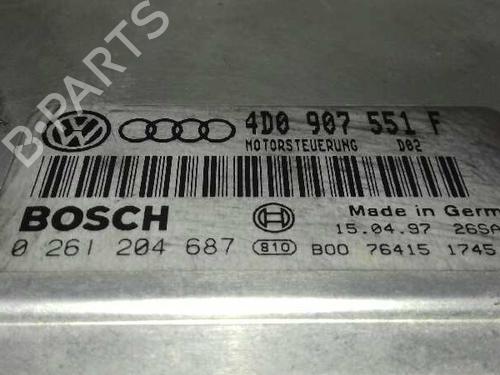 4D0 907 551 F
MOTORSTEUERUNG D02
BOSCH
Made in Germ
15.04.97 26SA
0 261 204 687 810 B00 76415 1745
B-PARTS